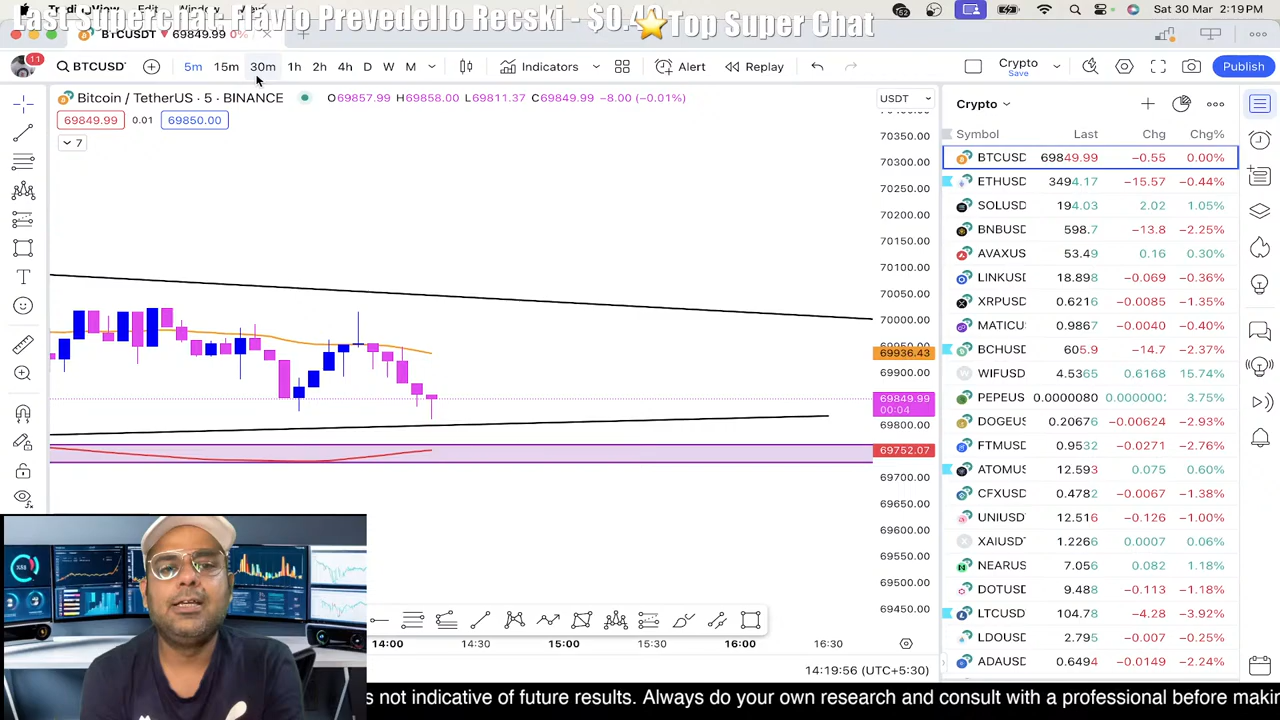 Last Superchat: Flavio Prevedello Recski - $0.40
Top Super Chat
Sat 30 Mar 2:19 PM
BTCUSDT 69849.99 0%
11
BTCUSD
5m 15m 30m 1h 2h 4h D W M
Indicators
Alert
Replay
Crypto
Save
Publish
Bitcoin / TetherUS · 5 · BINANCE
O69857.99 H69858.00 L69811.37 C69849.99 −8.00 (−0.01%)
69849.99 0.01 69850.00
7
USDT
70350.00
70300.00
70250.00
70200.00
70150.00
70100.00
70050.00
70000.00
69936.43
69900.00
69849.99
00:04
69800.00
69752.07
69700.00
69650.00
69600.00
69550.00
69500.00
69450.00
14:00 14:30 15:00 15:30 16:00 16:30
14:19:56 (UTC+5:30)
Crypto
Symbol Last Chg Chg%
BTCUSD 69849.99 −0.55 0.00%
ETHUSD 3494.17 −15.57 −0.44%
SOLUSD 194.03 2.02 1.05%
BNBUSD 598.7 −13.8 −2.25%
AVAXUS 53.49 0.16 0.30%
LINKUSD 18.898 −0.069 −0.36%
XRPUSD 0.6216 −0.0085 −1.35%
MATICU 0.9867 −0.0040 −0.40%
BCHUSD 605.9 −14.7 −2.37%
WIFUSD 4.5365 0.6168 15.74%
PEPEUS 0.0000080 0.0000000 3.75%
DOGEU 0.20676 −0.00624 −2.93%
FTMUSD 0.9532 −0.0271 −2.76%
ATOMUS 12.593 0.075 0.60%
CFXUSD 0.4782 −0.0067 −1.38%
UNIUSD 12.516 −0.126 −1.00%
XAIUSD 1.2266 0.0007 0.06%
NEARUS 7.056 0.082 1.18%
DOTUSD 9.488 −0.113 −1.18%
LTCUSD 104.78 −4.28 −3.92%
LDOUSD 2.795 −0.007 −0.25%
ADAUSD 0.6494 −0.0149 −2.24%
s not indicative of future results. Always do your own research and consult with a professional before makin